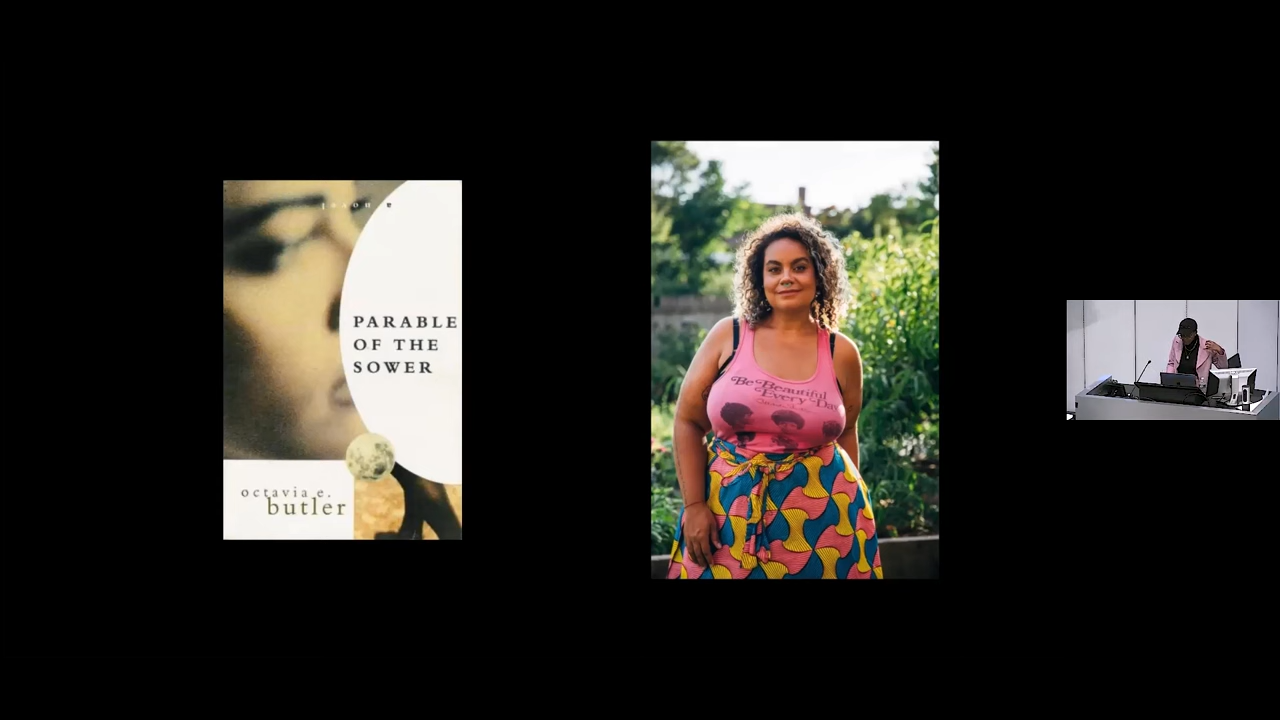 PARABLE
OF THE
SOWER
octavia e.
butler
Be Beautiful
Every Day